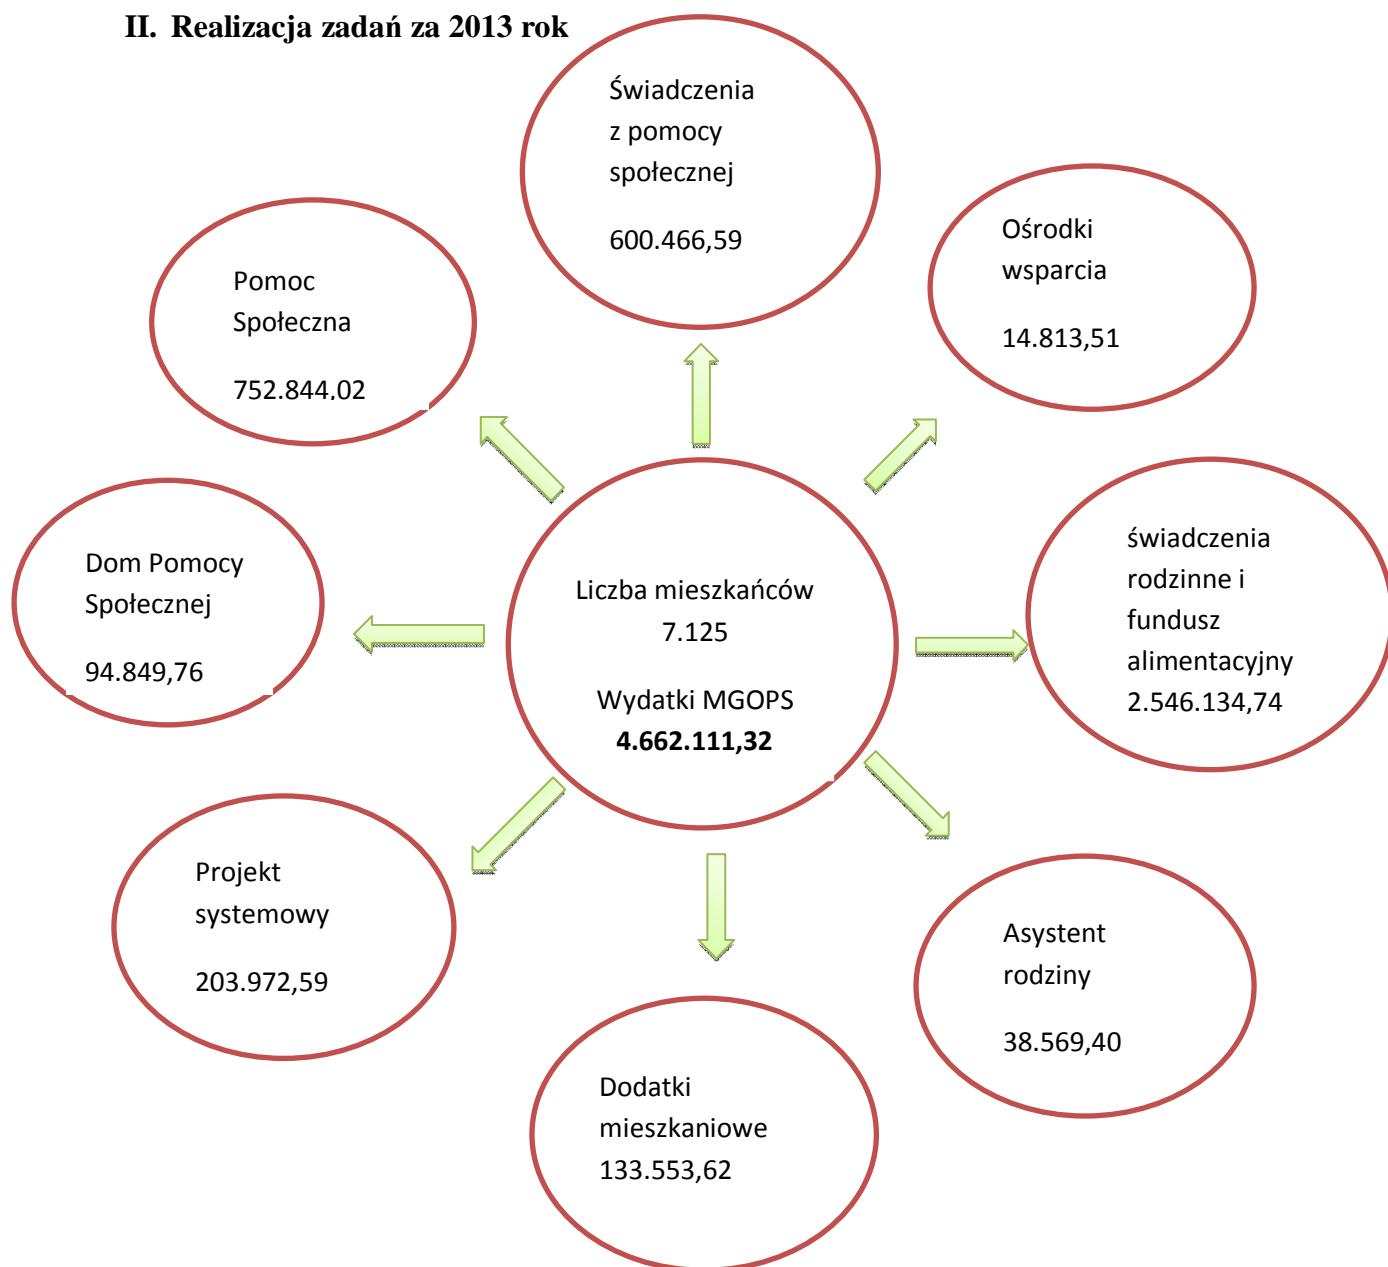 II. Realizacja zadań za 2013 rok
Świadczenia
z pomocy
społecznej
600.466,59
Ośrodki
wsparcia
14.813,51
Pomoc
Społeczna
752.844,02
Dom Pomocy
Społecznej
94.849,76
Liczba mieszkańców
7.125
Wydatki MGOPS
4.662.111,32
świadczenia
rodzinne i
fundusz
alimentacyjny
2.546.134,74
Projekt
systemowy
203.972,59
Asystent
rodziny
38.569,40
Dodatki
mieszkaniowe
133.553,62